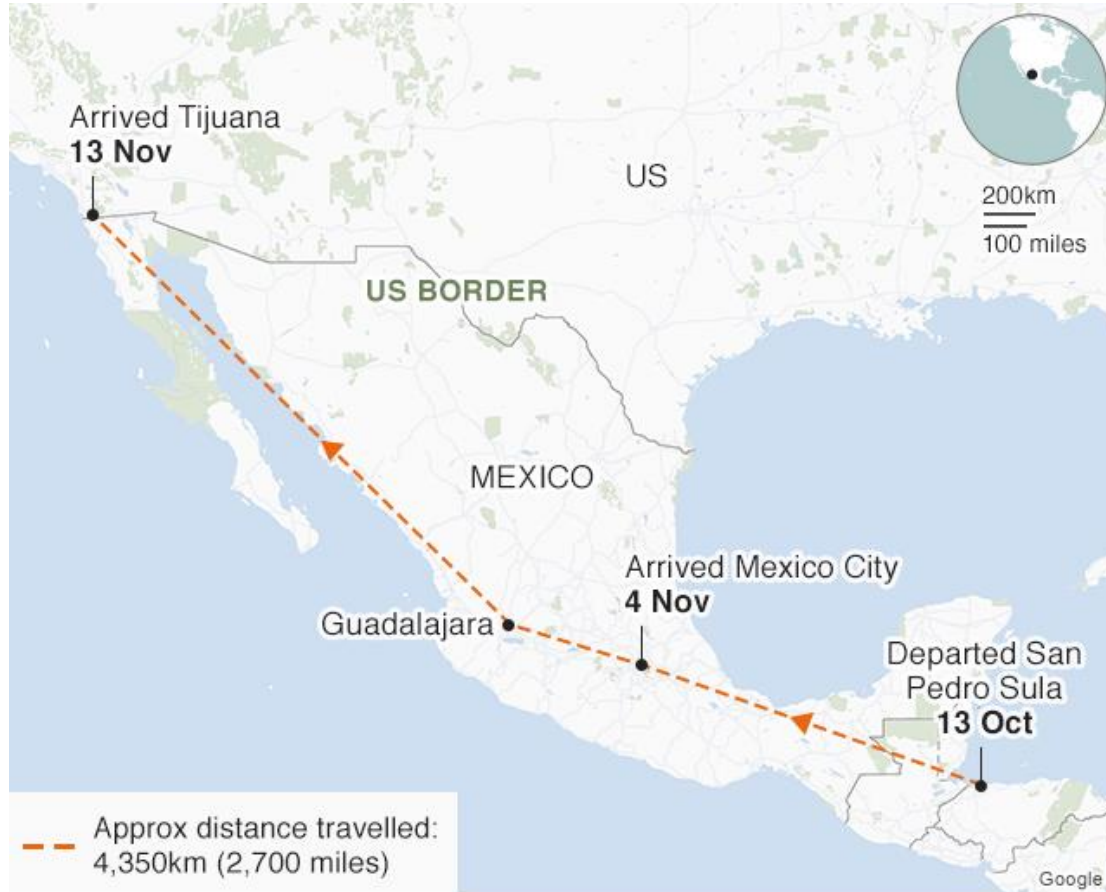 Arrived Tijuana
13 Nov
US
200km
100 miles
US BORDER
MEXICO
Arrived Mexico City
4 Nov
Guadalajara
Departed San
Pedro Sula
13 Oct
Approx distance travelled:
4,350km (2,700 miles)
Google